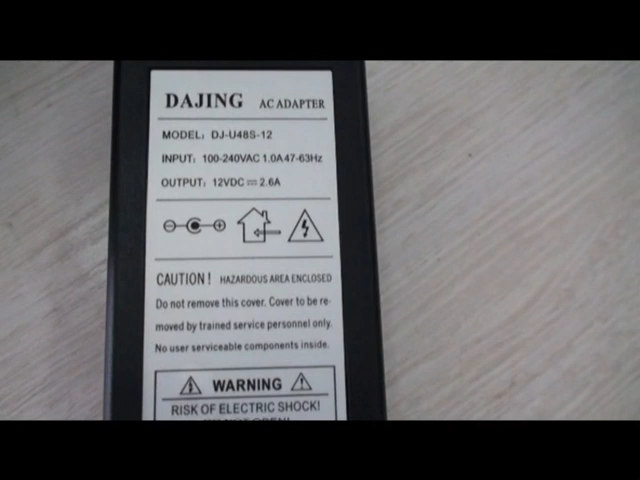 DAJING AC ADAPTER
MODEL: DJ-U48S-12
INPUT: 100-240VAC 1.0A 47-63Hz
OUTPUT: 12VDC ⎓ 2.6A
CAUTION! HAZARDOUS AREA ENCLOSED
Do not remove this cover. Cover to be re-
moved by trained service personnel only.
No user serviceable components inside.
WARNING
RISK OF ELECTRIC SHOCK!